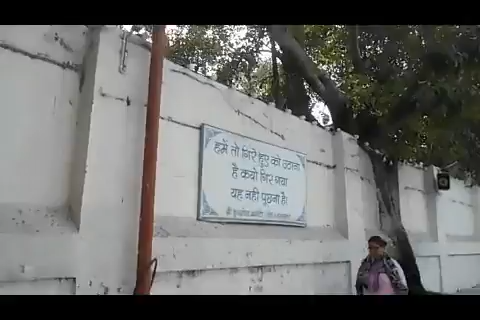 हमें तो गिरे हुए को उठाना
है क्यों गिर गया
यह नही पूछना है।